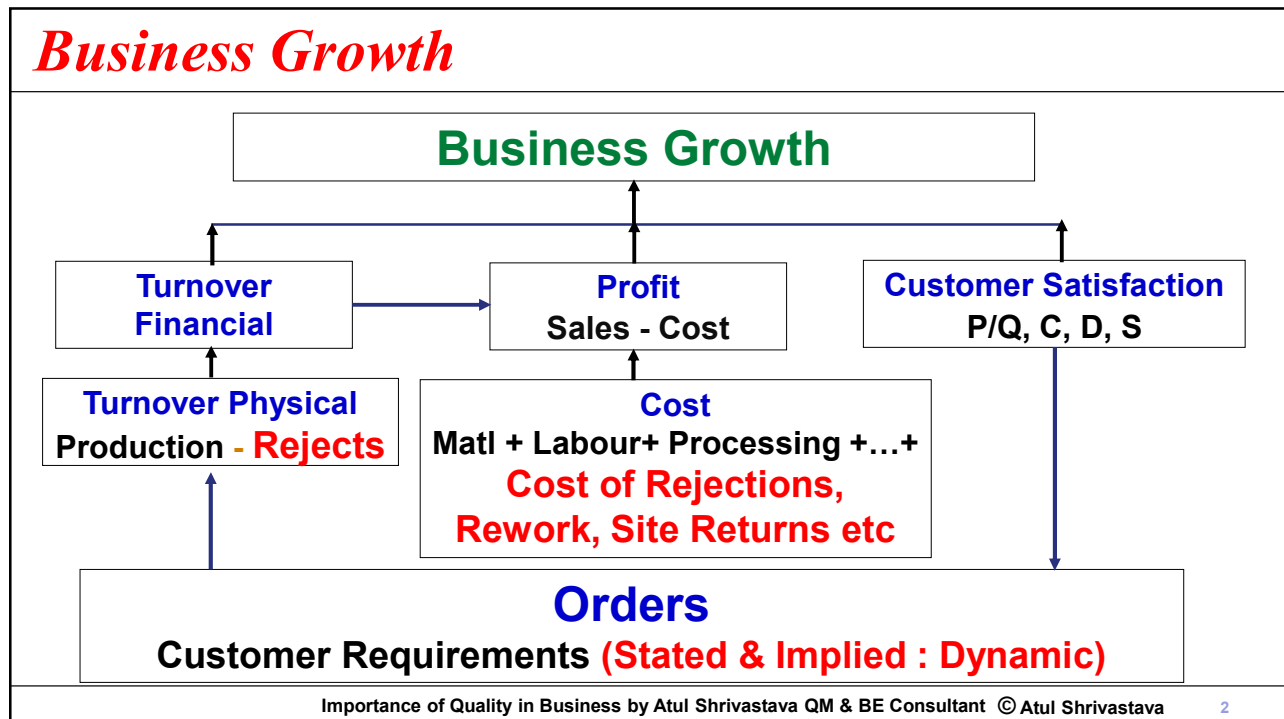 Business Growth
Business Growth
Turnover
Financial
Profit
Sales - Cost
Customer Satisfaction
P/Q, C, D, S
Turnover Physical
Production - Rejects
Cost
Matl + Labour+ Processing +...+
Cost of Rejections,
Rework, Site Returns etc
Orders
Customer Requirements (Stated & Implied : Dynamic)
Importance of Quality in Business by Atul Shrivastava QM & BE Consultant © Atul Shrivastava 2